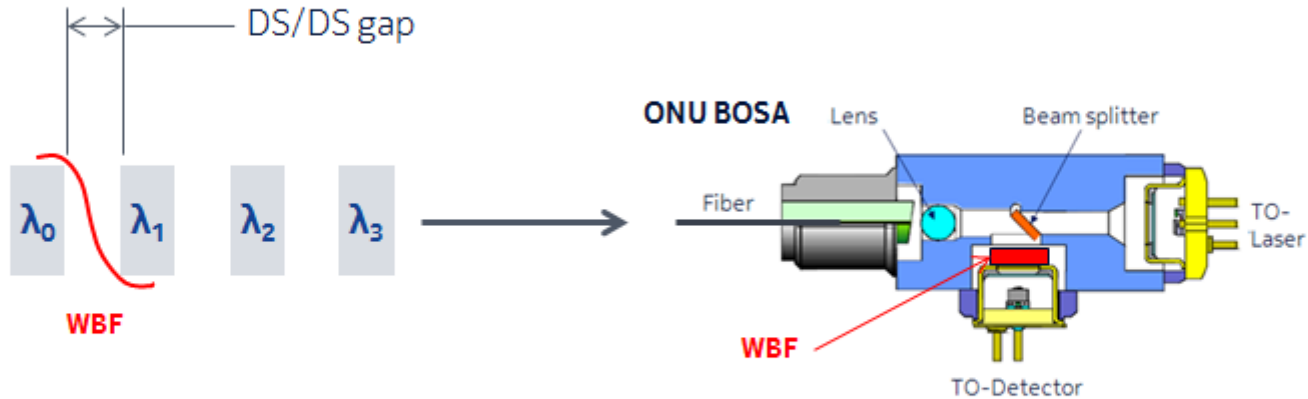 DS/DS gap
λ0
λ1
λ2
λ3
WBF
ONU BOSA
Lens
Beam splitter
Fiber
TO-
Laser
WBF
TO-Detector